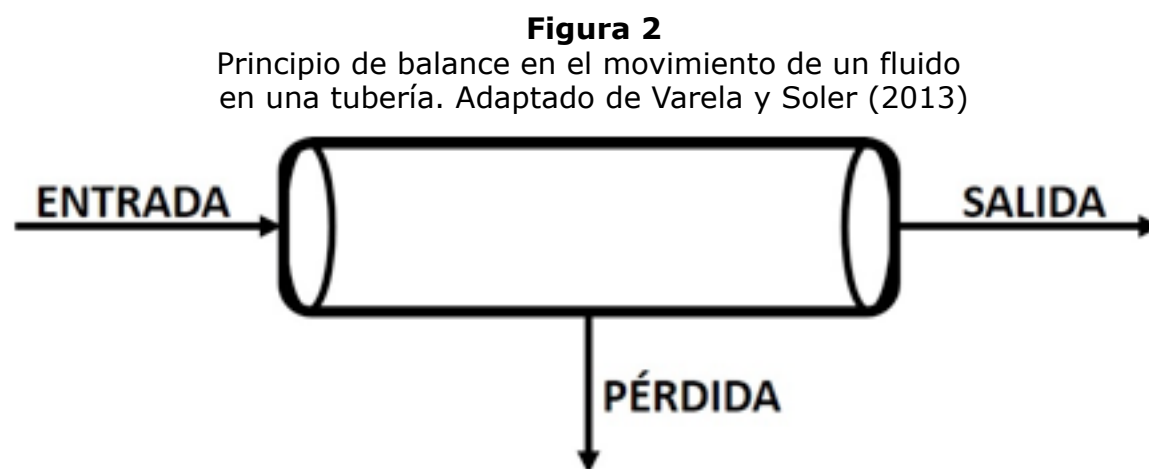 Figura 2
Principio de balance en el movimiento de un fluido
en una tubería. Adaptado de Varela y Soler (2013)
ENTRADA
SALIDA
PÉRDIDA